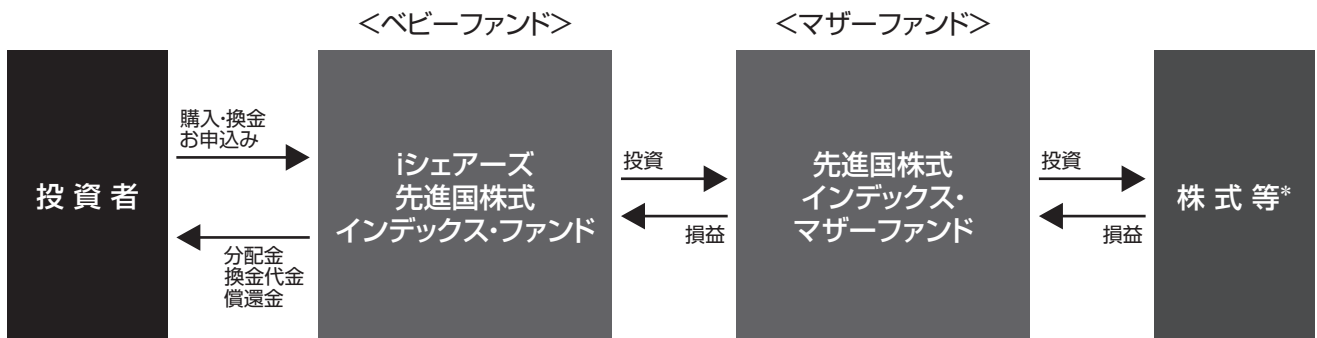 ＜ベビーファンド＞
＜マザーファンド＞
投資者
購入・換金
お申込み
分配金
換金代金
償還金
iシェアーズ
先進国株式
インデックス・ファンド
投資
損益
先進国株式
インデックス・
マザーファンド
投資
損益
株式等*